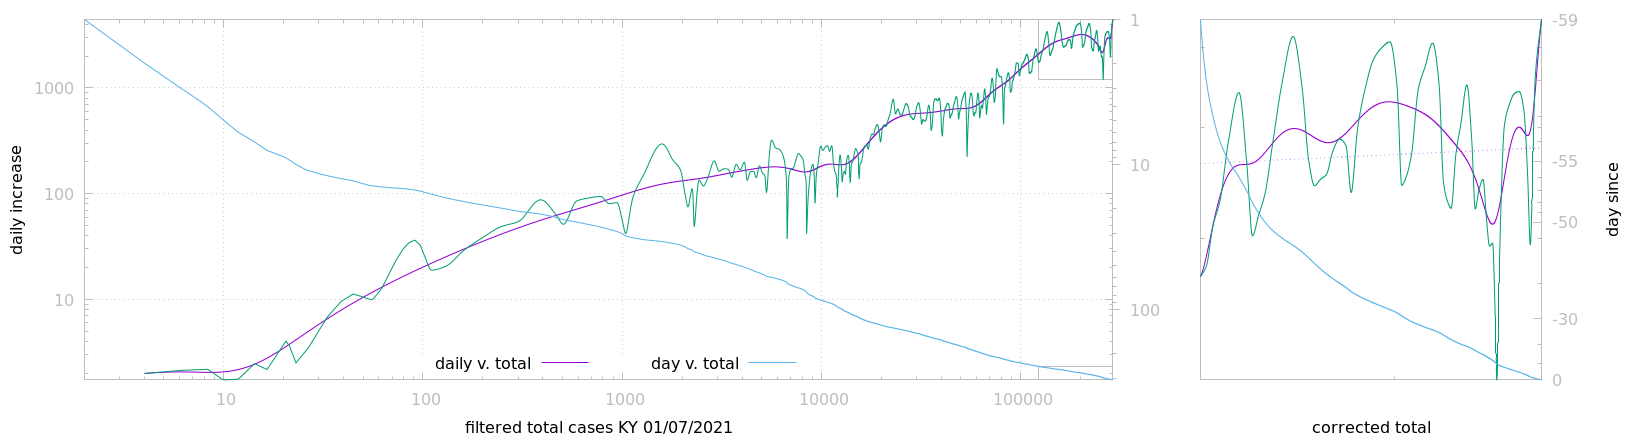 daily increase
1000
100
10
daily v. total
day v. total
10
100
1000
10000
100000
filtered total cases KY 01/07/2021
1
10
100
-59
-55
-50
-30
0
day since
corrected total